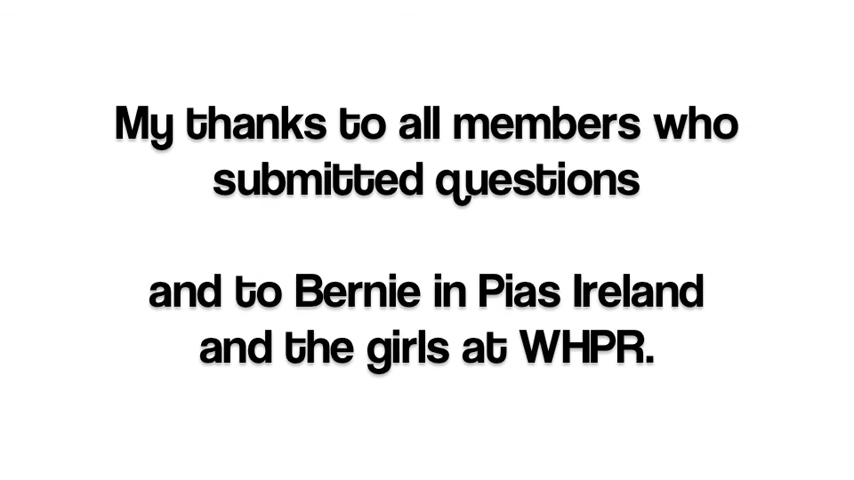 My thanks to all members who
submitted questions
and to Bernie in Pias Ireland
and the girls at WHPR.